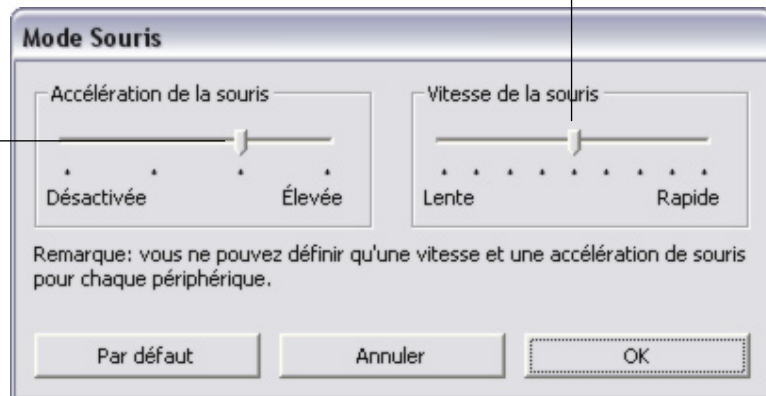 Mode Souris
Accélération de la souris
Désactivée Élevée
Vitesse de la souris
Lente Rapide
Remarque: vous ne pouvez définir qu'une vitesse et une accélération de souris
pour chaque périphérique.
Par défaut Annuler OK